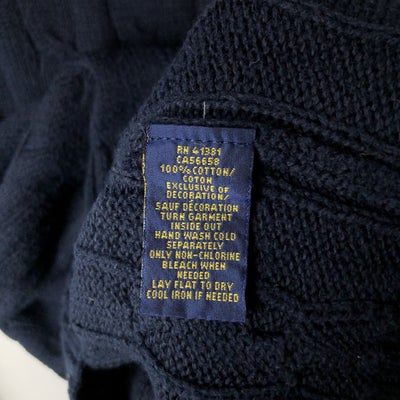 RN 41381
CA56658
100% COTTON/
COTON
EXCLUSIVE OF
DECORATION/
SAUF DÉCORATION
TURN GARMENT
INSIDE OUT
HAND WASH COLD
SEPARATELY
ONLY NON-CHLORINE
BLEACH WHEN
NEEDED
LAY FLAT TO DRY
COOL IRON IF NEEDED